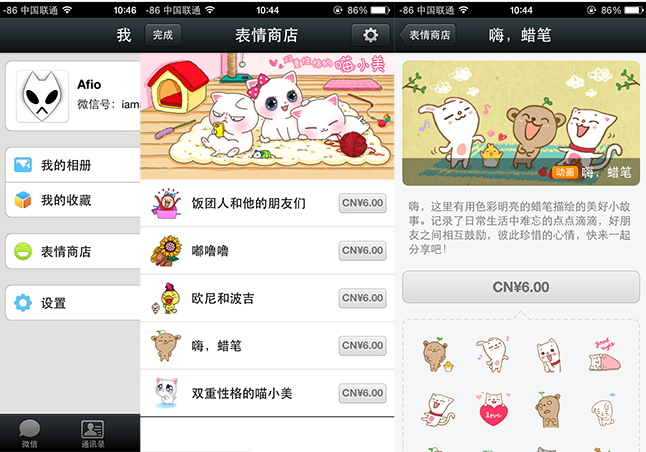 -86 中国联通 10:46
我
Afio
微信号：iam
我的相册
我的收藏
表情商店
设置
微信
通讯录
-86 中国联通 10:44 86%
完成
表情商店
双重性格的喵小美
饭团人和他的朋友们 CN¥6.00
嘟噜噜 CN¥6.00
欧尼和波吉 CN¥6.00
嗨，蜡笔 CN¥6.00
双重性格的喵小美 CN¥6.00
-86 中国联通 10:44 86%
表情商店
嗨，蜡笔
动画 嗨，蜡笔
嗨，这里有用色彩明亮的蜡笔描绘的美好小故
事。记录了日常生活中难忘的点点滴滴，好朋
友之间相互鼓励，彼此珍惜的心情，快来一起
分享吧！
CN¥6.00
Good
night
love